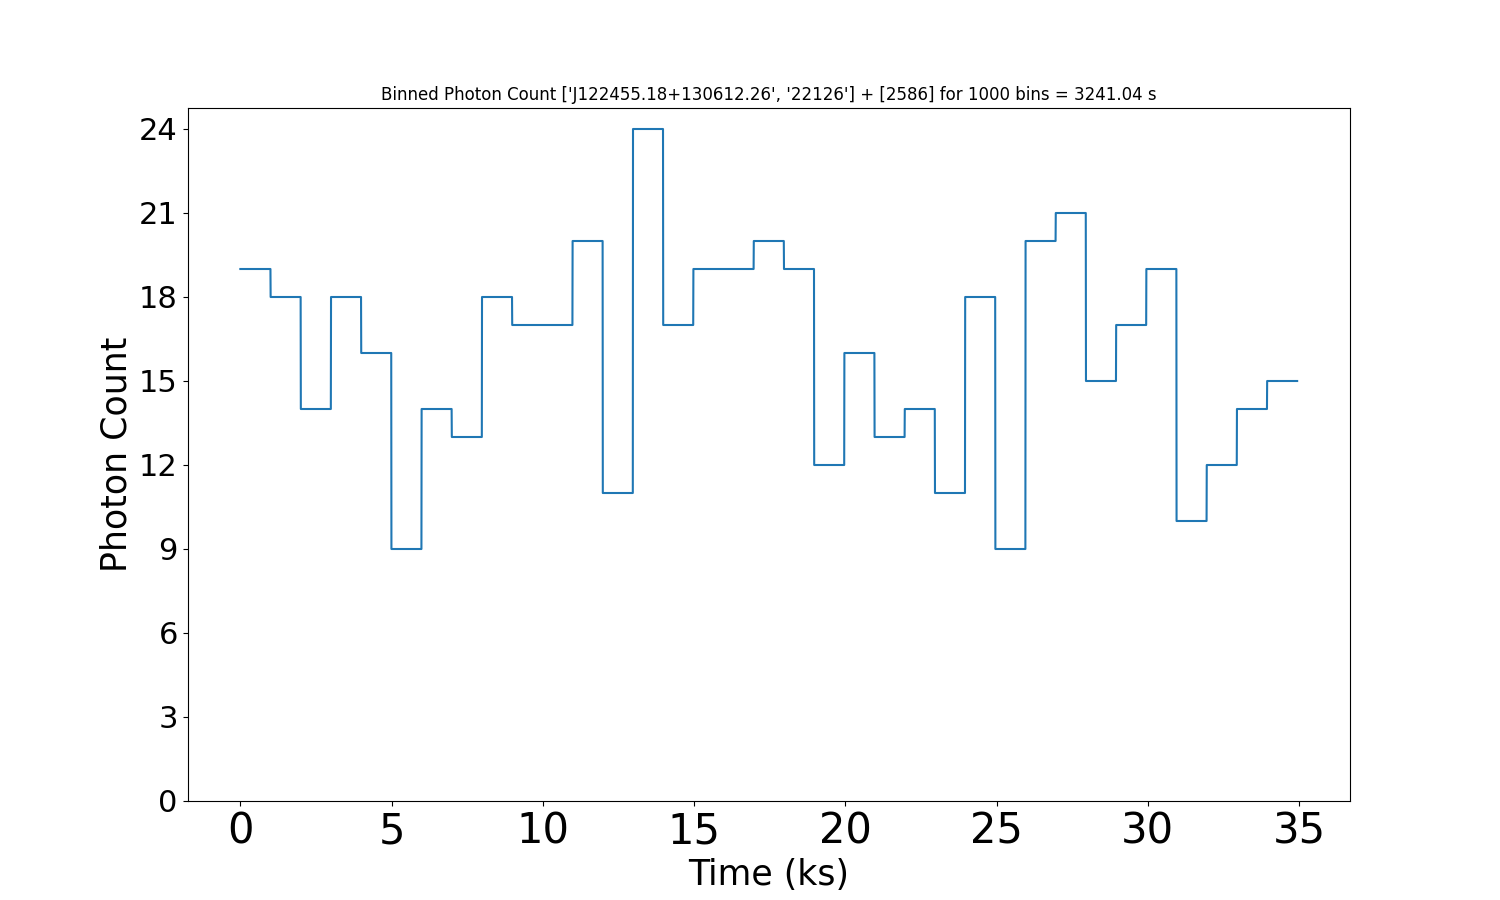 Binned Photon Count ['J122455.18+130612.26', '22126'] + [2586] for 1000 bins = 3241.04 s
24
21
18
15
12
9
6
3
0
Photon Count
0 5 10 15 20 25 30 35
Time (ks)